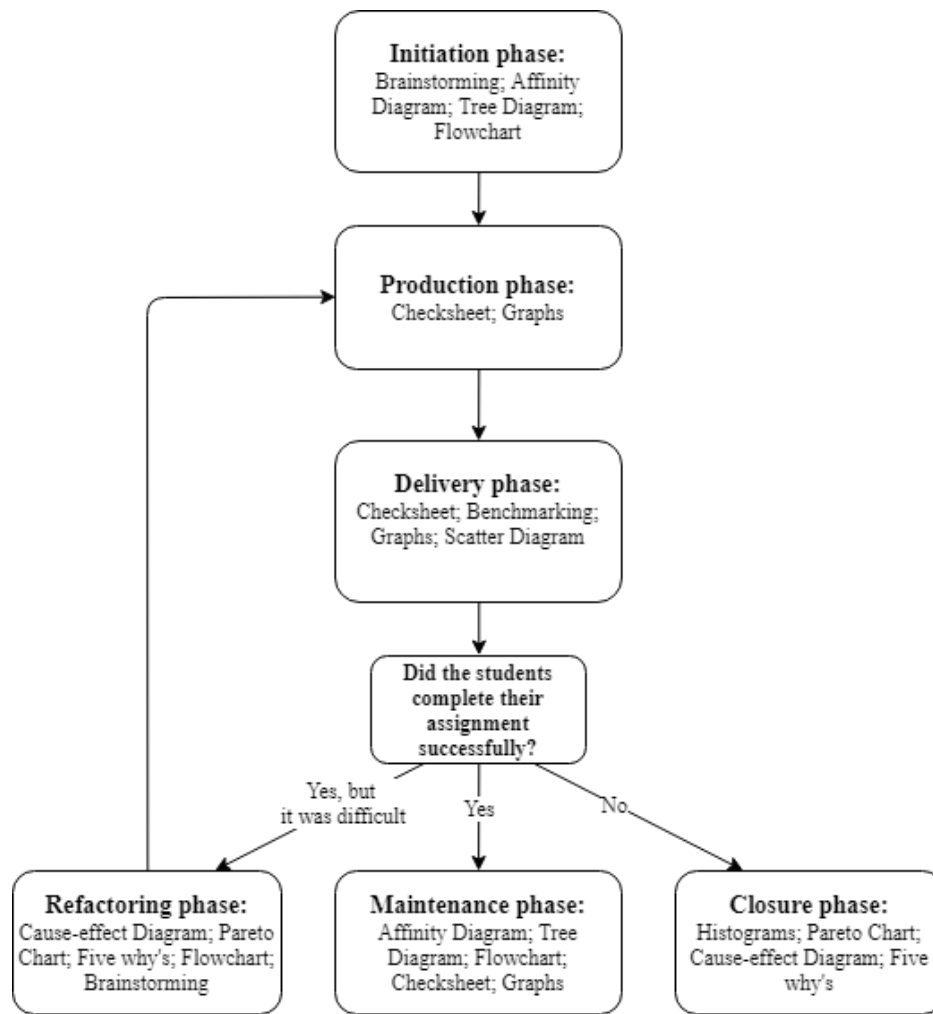 Initiation phase:
Brainstorming; Affinity
Diagram; Tree Diagram;
Flowchart
Production phase:
Checksheet; Graphs
Delivery phase:
Checksheet; Benchmarking;
Graphs; Scatter Diagram
Did the students
complete their
assignment
successfully?
Yes, but
it was difficult
Yes
No
Refactoring phase:
Cause-effect Diagram; Pareto
Chart; Five why's; Flowchart;
Brainstorming
Maintenance phase:
Affinity Diagram; Tree
Diagram; Flowchart;
Checksheet; Graphs
Closure phase:
Histograms; Pareto Chart;
Cause-effect Diagram; Five
why's